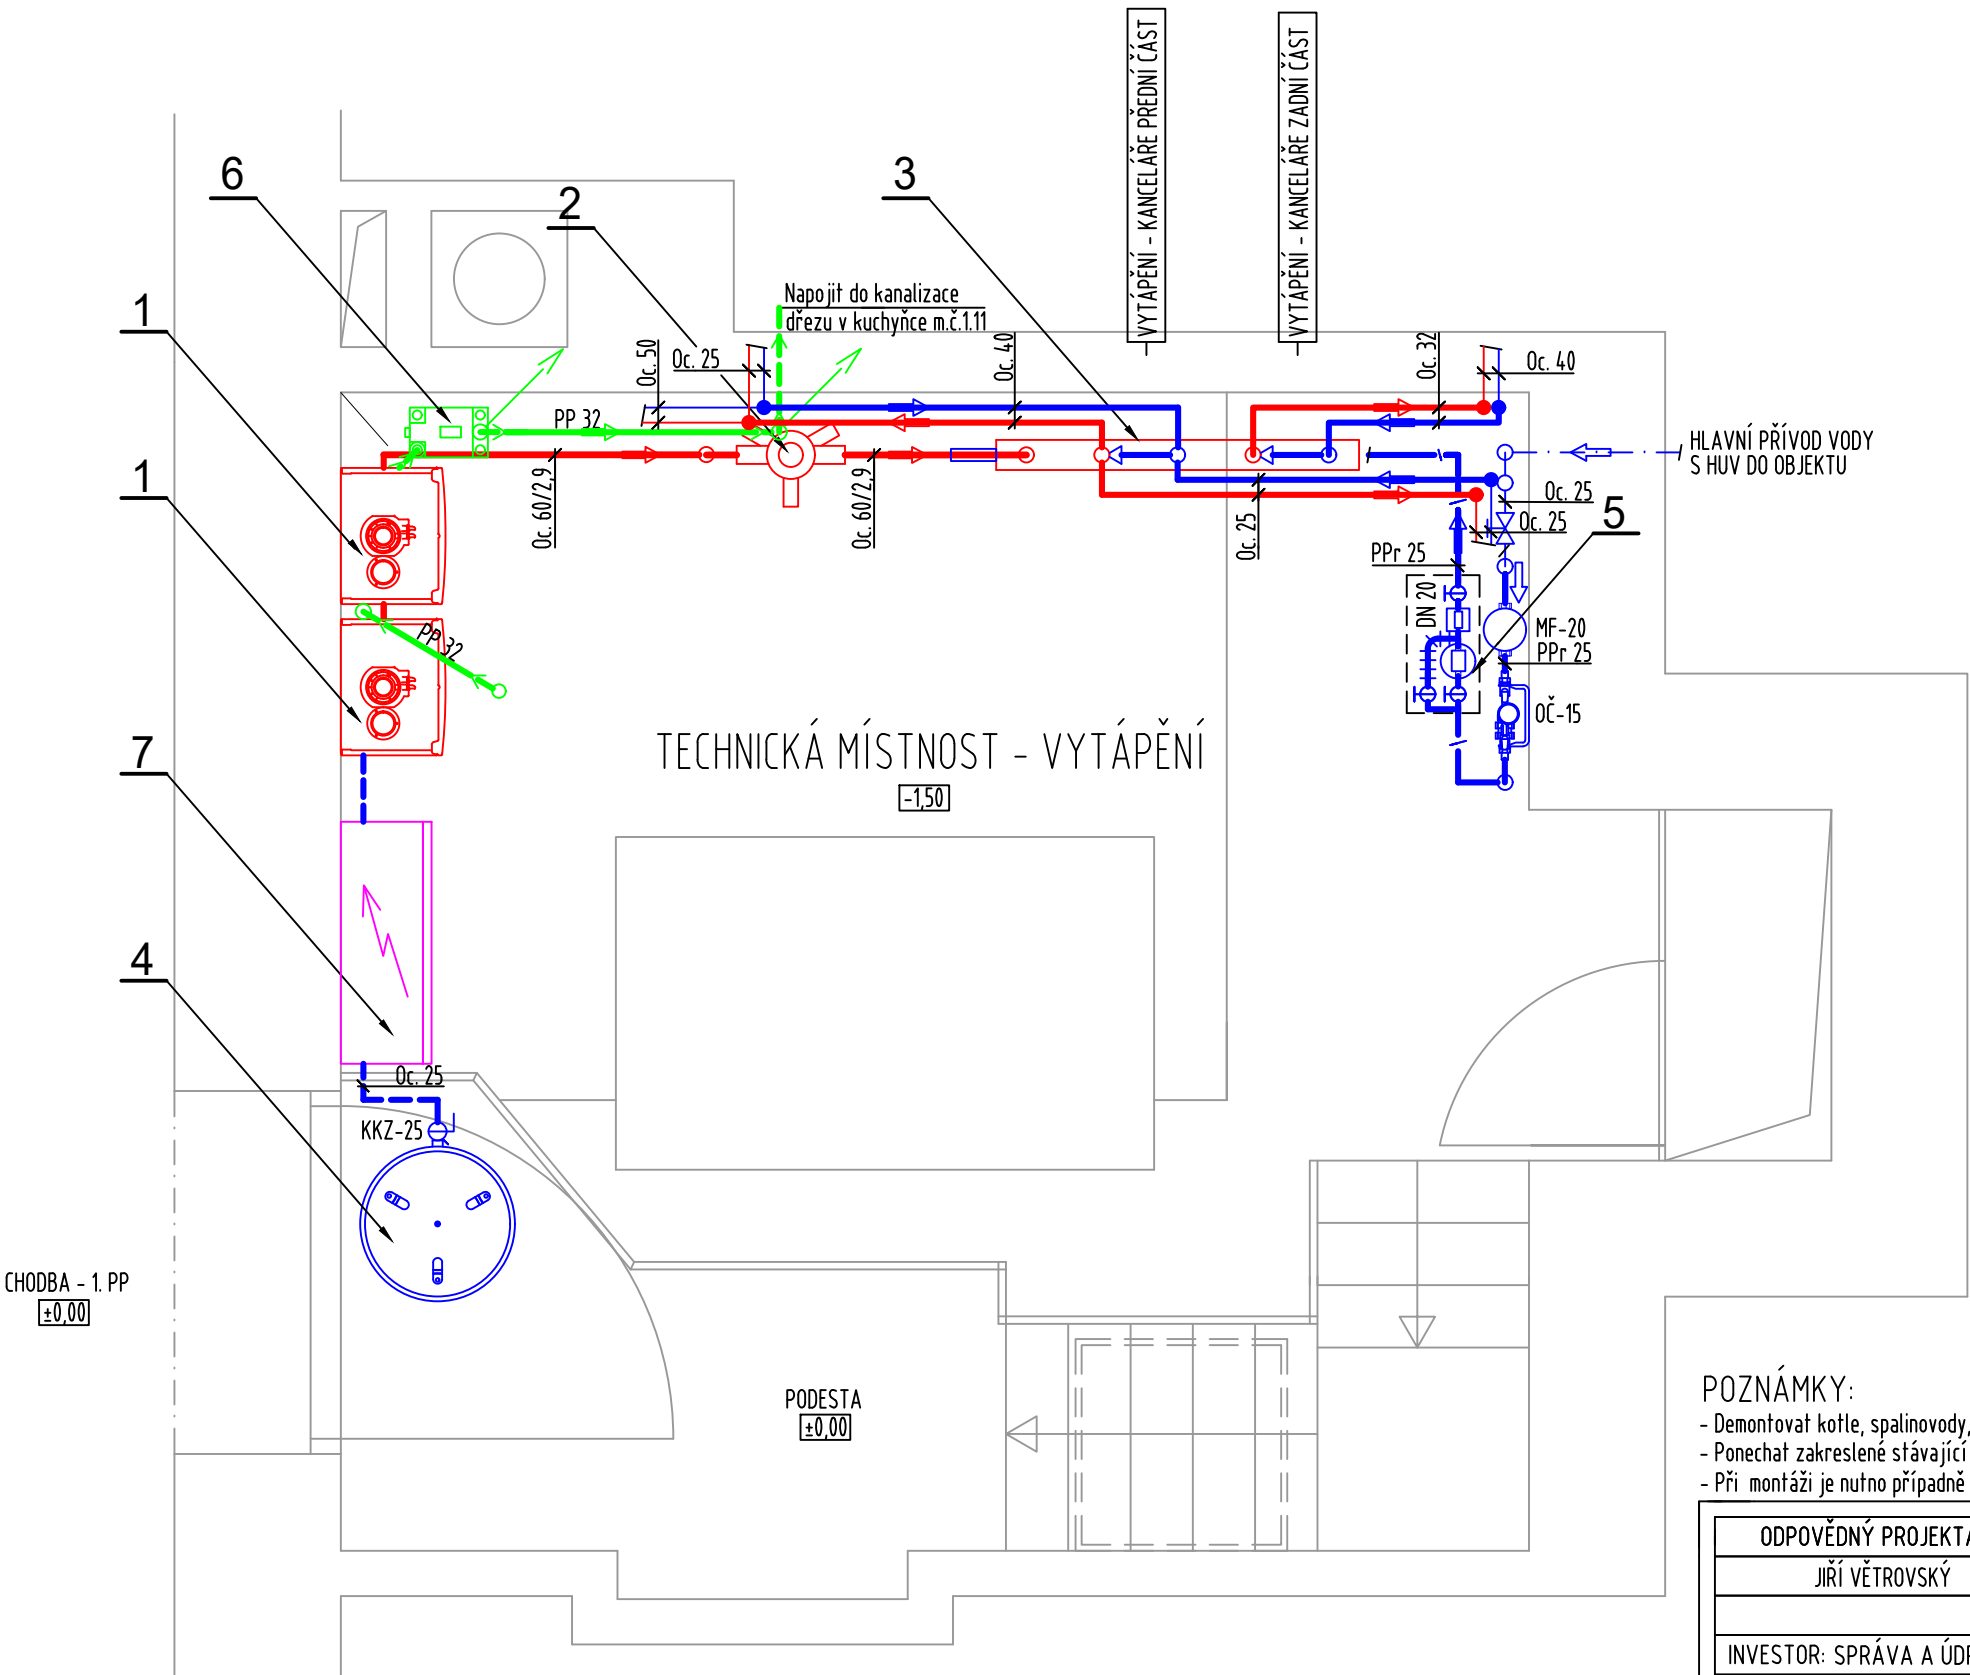 VYTÁPĚNÍ - KANCELÁŘE PŘEDNÍ ČÁST
VYTÁPĚNÍ - KANCELÁŘE ZADNÍ ČÁST
6
2
3
1
Napojit do kanalizace
dřezu v kuchyňce m.č.1.11
Oc. 50
Oc. 25
Oc. 40
Oc. 32
Oc. 40
PP 32
HLAVNÍ PŘÍVOD VODY
S HUV DO OBJEKTU
1
Oc. 60/2,9
Oc. 60/2,9
Oc. 25
Oc. 25
Oc. 25
5
PPr 25
DN 20
MF-20
PPr 25
PP 32
OČ-15
7
TECHNICKÁ MÍSTNOST - VYTÁPĚNÍ
-1,50
4
Oc. 25
KKZ-25
CHODBA - 1. PP
±0,00
PODESTA
±0,00
POZNÁMKY:
- Demontovat kotle, spalinovody,
- Ponechat zakreslené stávající
- Při montáži je nutno případně
ODPOVĚDNÝ PROJEKTA
JIŘÍ VĚTROVSKÝ
INVESTOR: SPRÁVA A ÚDR